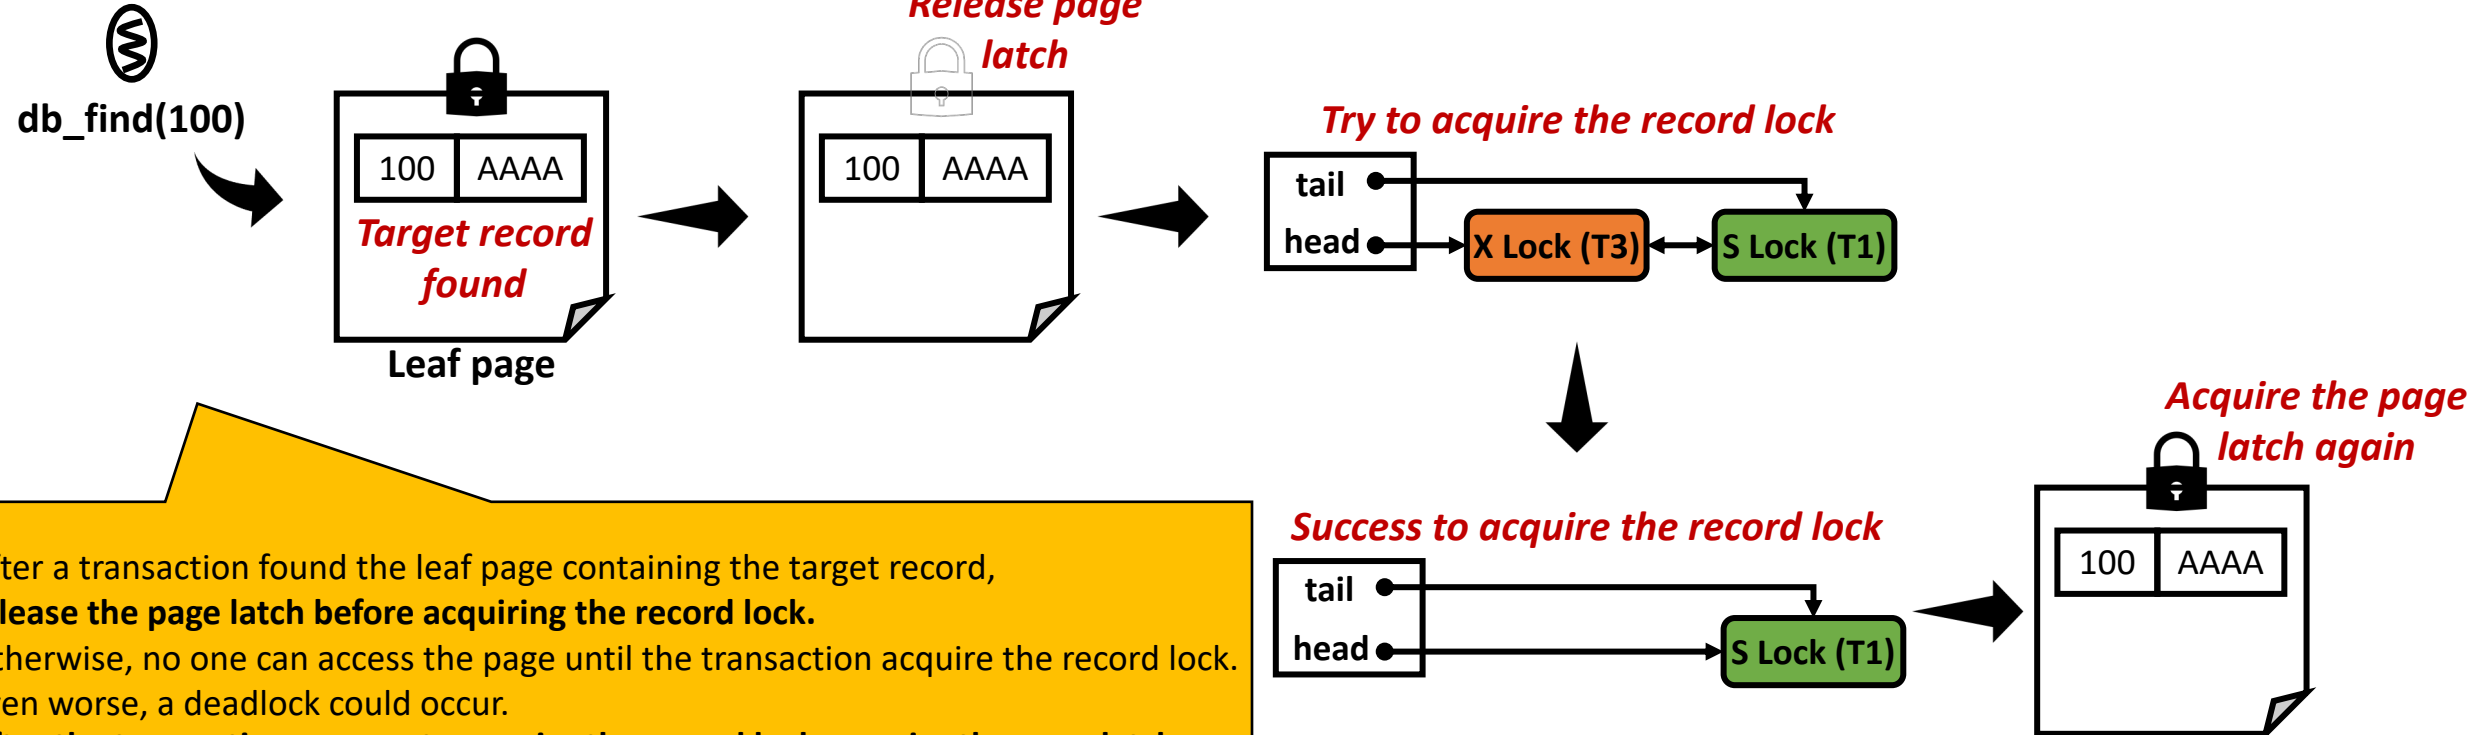 Release page
latch
db_find(100)
100 AAAA
Target record
found
Leaf page
100 AAAA
Try to acquire the record lock
tail
head
X Lock (T3)
S Lock (T1)
Acquire the page
latch again
100 AAAA
Success to acquire the record lock
tail
head
S Lock (T1)
ter a transaction found the leaf page containing the target record,
lease the page latch before acquiring the record lock.
therwise, no one can access the page until the transaction acquire the record lock.
en worse, a deadlock could occur.